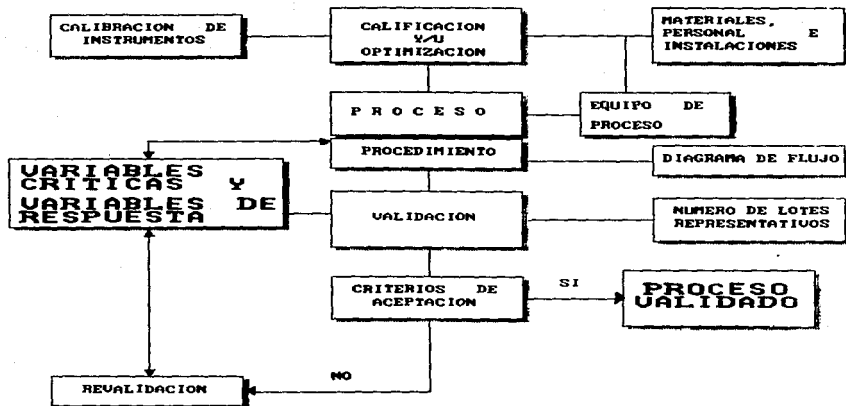 CALIBRACION DE
INSTRUMENTOS
CALIFICACION
Y/U
OPTIMIZACION
MATERIALES,
PERSONAL E
INSTALACIONES
P R O C E S O
EQUIPO DE
PROCESO
PROCEDIMIENTO
DIAGRAMA DE FLUJO
VARIABLES
CRITICAS Y
VARIABLES DE
RESPUESTA
VALIDACION
NUMERO DE LOTES
REPRESENTATIVOS
CRITERIOS DE
ACEPTACION
SI
PROCESO
VALIDADO
NO
REVALIDACION